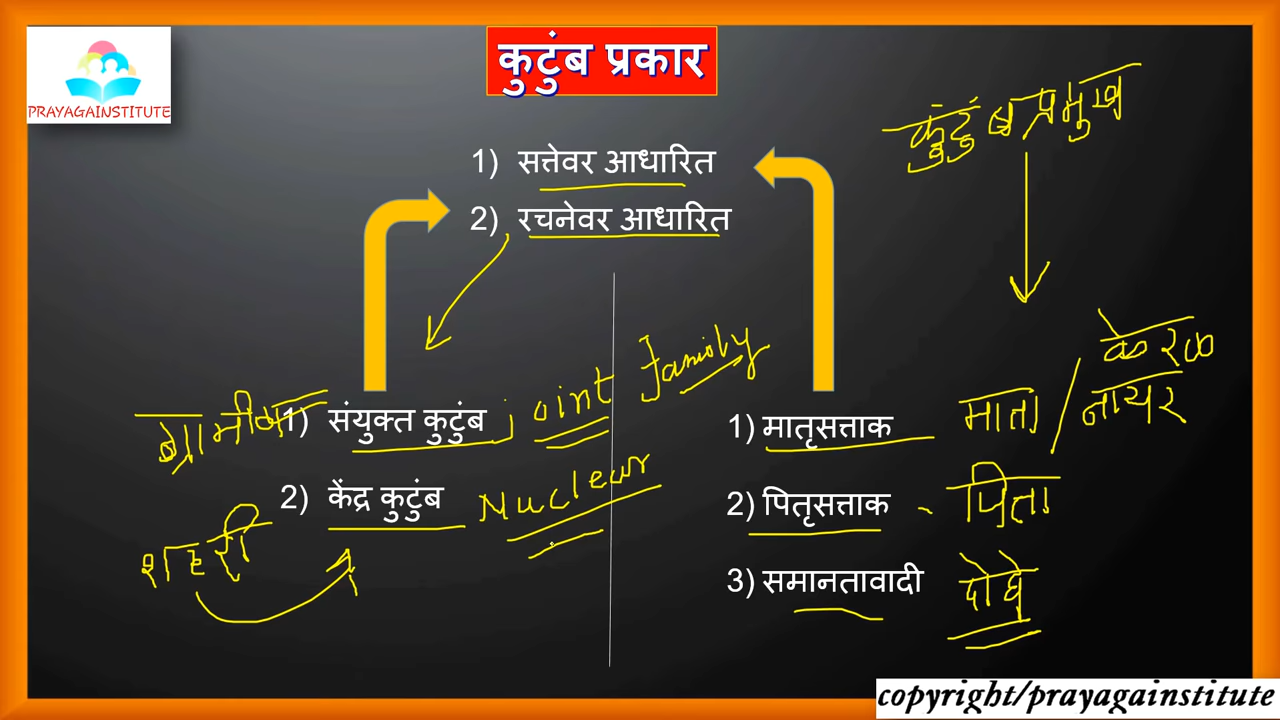 PRAYAGAINSTITUTE
कुटुंब प्रकार
कुटुंब प्रमुख
1) सत्तेवर आधारित
2) रचनेवर आधारित
ग्रामीण
1) संयुक्त कुटुंब Joint Family
2) केंद्र कुटुंब Nuclear
शहरी
केरळ
1) मातृसत्ताक माता / नायर
2) पितृसत्ताक - पिता
3) समानतावादी दोघे
copyright/prayagainstitute